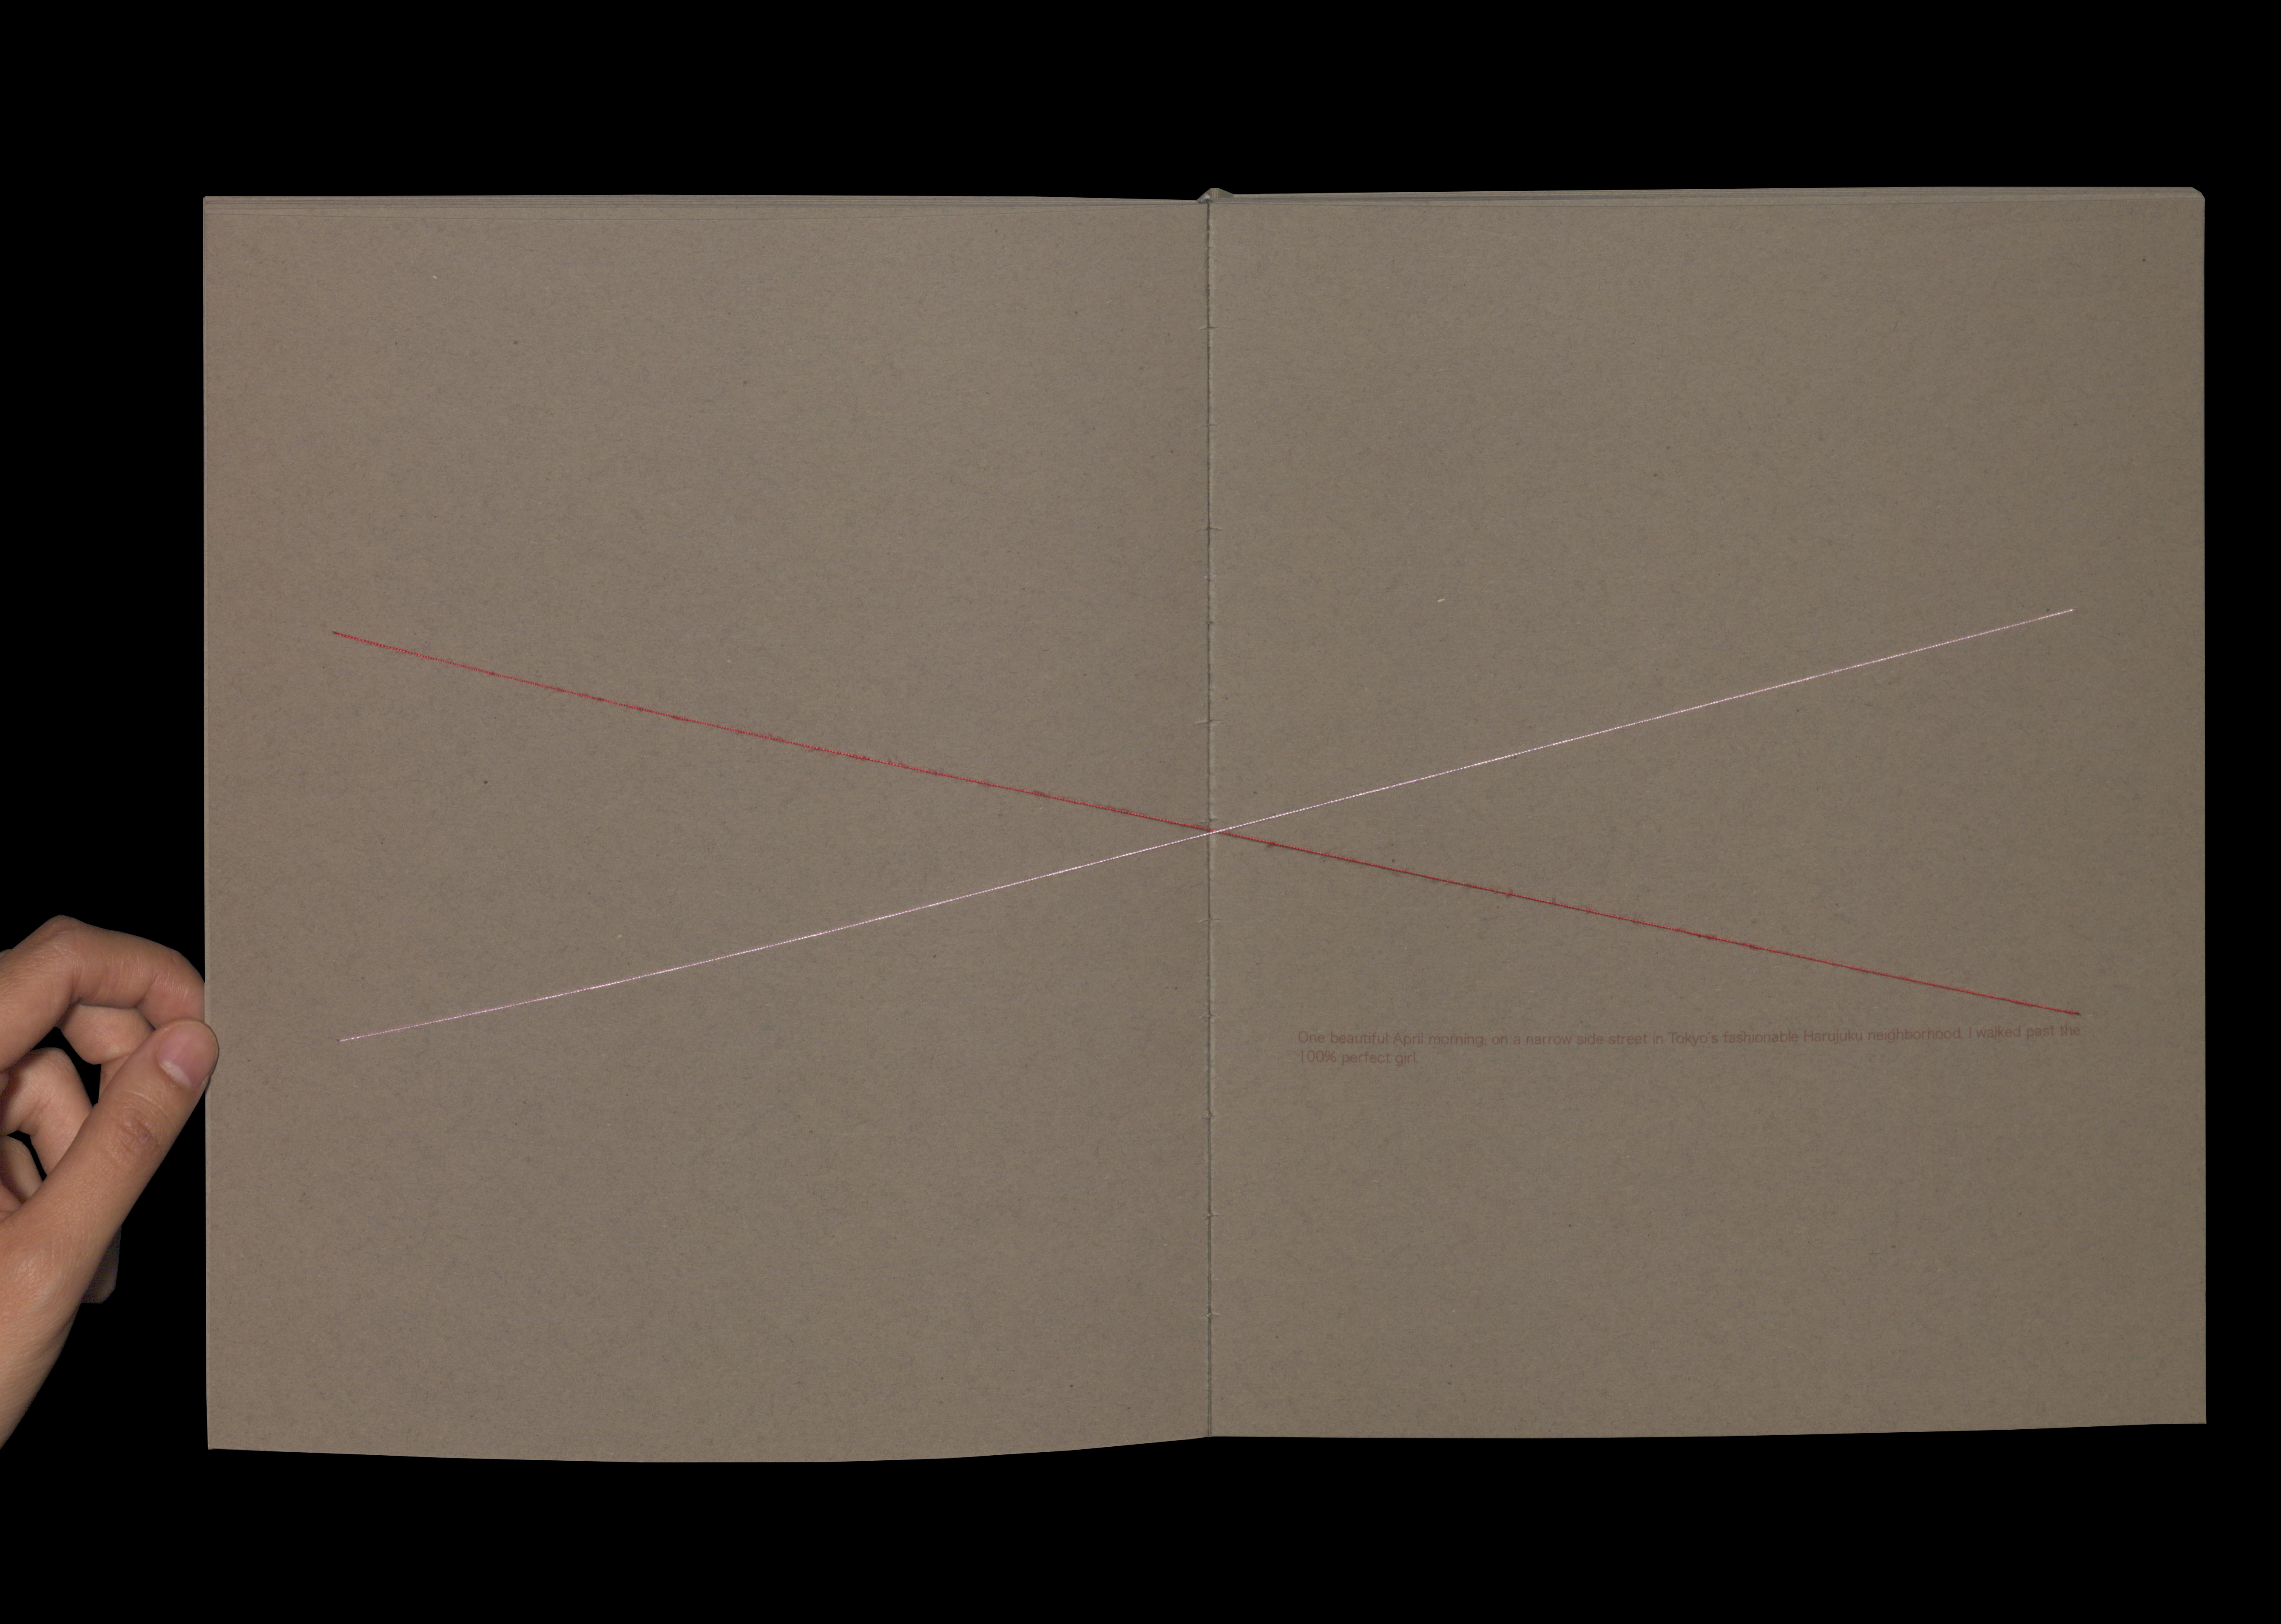 One beautiful April morning, on a narrow side street in Tokyo's fashionable Harujuku neighborhood, I walked past the
100% perfect girl.